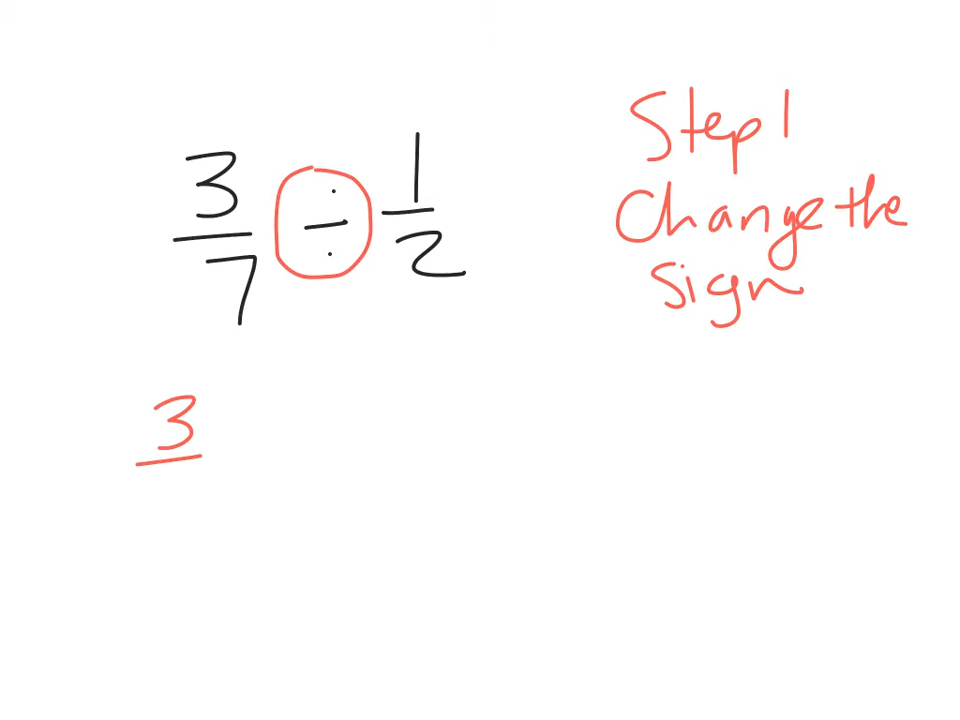 3/7 ÷ 1/2
Step 1
Change the
sign
3